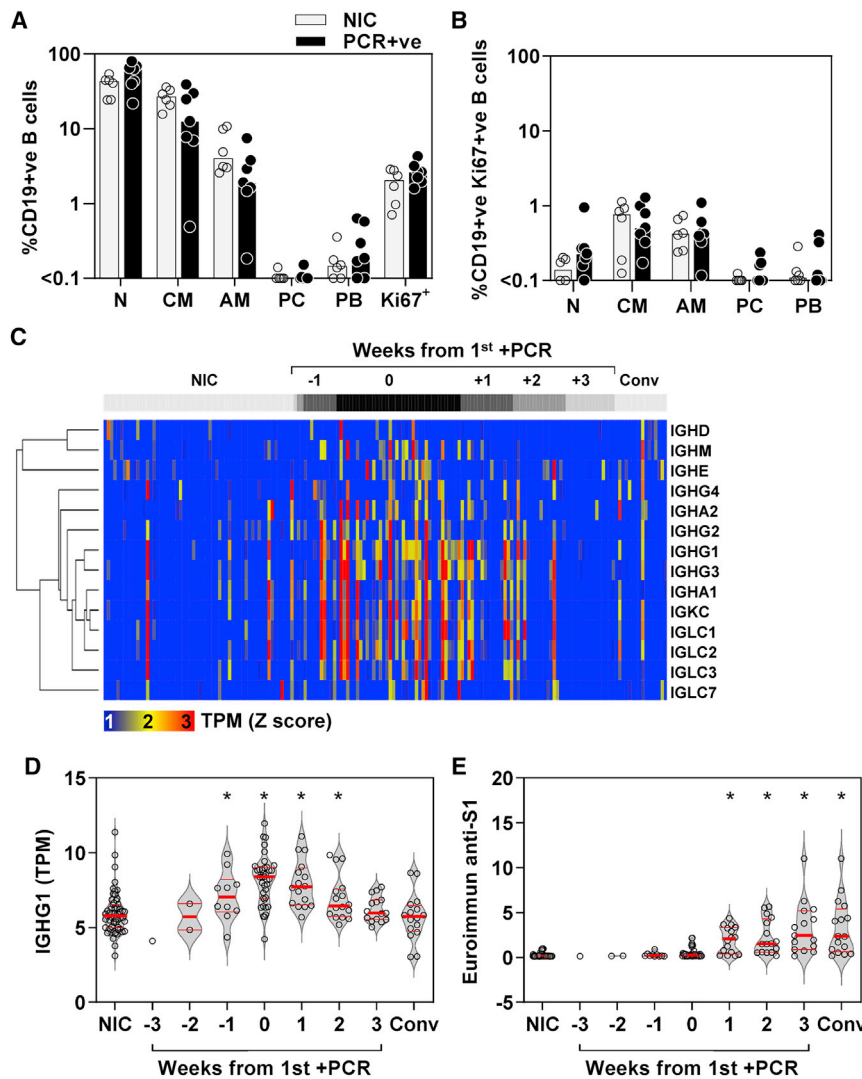 A
NIC
PCR+ve
%CD19+ve B cells
100
10
1
<0.1
N CM AM PC PB Ki67⁺
B
%CD19+ve Ki67+ve B cells
100
10
1
<0.1
N CM AM PC PB
C
Weeks from 1st +PCR
NIC -1 0 +1 +2 +3 Conv
IGHD
IGHM
IGHE
IGHG4
IGHA2
IGHG2
IGHG1
IGHG3
IGHA1
IGKC
IGLC1
IGLC2
IGLC3
IGLC7
1 2 3 TPM (Z score)
D
IGHG1 (TPM)
15
10
5
0
* * * *
NIC -3 -2 -1 0 1 2 3 Conv
Weeks from 1st +PCR
E
Euroimmun anti-S1
20
15
10
5
0
-5
* * * *
NIC -3 -2 -1 0 1 2 3 Conv
Weeks from 1st +PCR